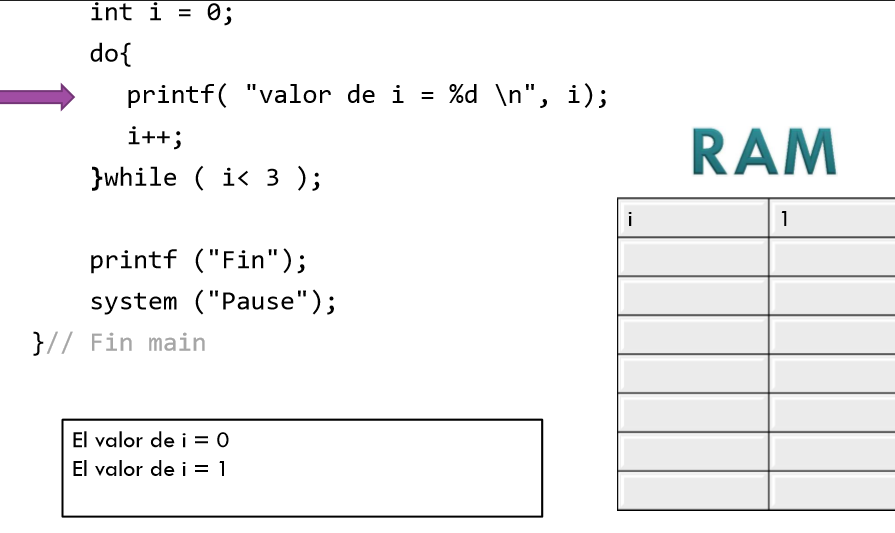 int i = 0;
do{
printf( "valor de i = %d \n", i);
i++;
}while ( i< 3 );
printf ("Fin");
system ("Pause");
}// Fin main
RAM
i 1
El valor de i = 0
El valor de i = 1